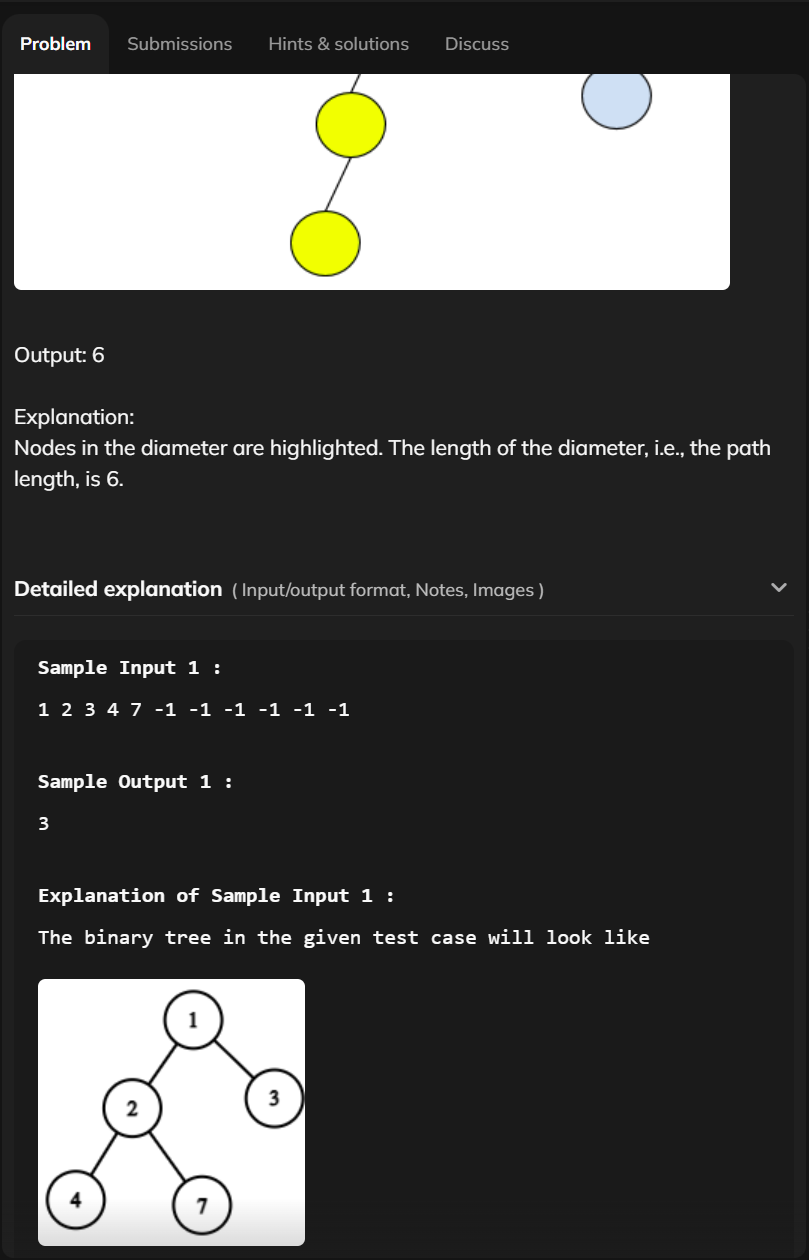 Problem Submissions Hints & solutions Discuss
Output: 6
Explanation:
Nodes in the diameter are highlighted. The length of the diameter, i.e., the path
length, is 6.
Detailed explanation ( Input/output format, Notes, Images )
Sample Input 1 :
1 2 3 4 7 -1 -1 -1 -1 -1 -1
Sample Output 1 :
3
Explanation of Sample Input 1 :
The binary tree in the given test case will look like
1
2 3
4 7